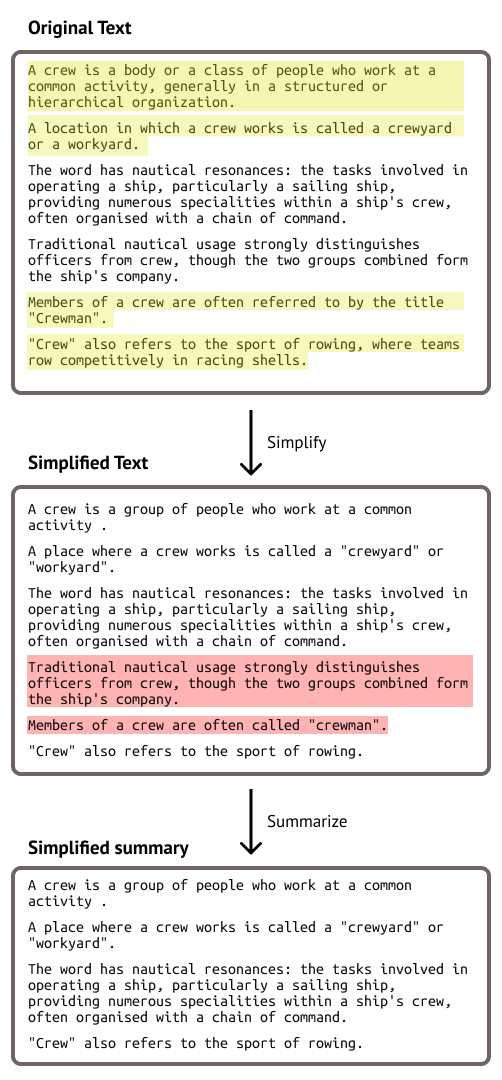 Original Text
A crew is a body or a class of people who work at a
common activity, generally in a structured or
hierarchical organization.
A location in which a crew works is called a crewyard
or a workyard.
The word has nautical resonances: the tasks involved in
operating a ship, particularly a sailing ship,
providing numerous specialities within a ship's crew,
often organised with a chain of command.
Traditional nautical usage strongly distinguishes
officers from crew, though the two groups combined form
the ship's company.
Members of a crew are often referred to by the title
"Crewman".
"Crew" also refers to the sport of rowing, where teams
row competitively in racing shells.
Simplify
Simplified Text
A crew is a group of people who work at a common
activity .
A place where a crew works is called a "crewyard" or
"workyard".
The word has nautical resonances: the tasks involved in
operating a ship, particularly a sailing ship,
providing numerous specialities within a ship's crew,
often organised with a chain of command.
Traditional nautical usage strongly distinguishes
officers from crew, though the two groups combined form
the ship's company.
Members of a crew are often called "crewman".
"Crew" also refers to the sport of rowing.
Summarize
Simplified summary
A crew is a group of people who work at a common
activity .
A place where a crew works is called a "crewyard" or
"workyard".
The word has nautical resonances: the tasks involved in
operating a ship, particularly a sailing ship,
providing numerous specialities within a ship's crew,
often organised with a chain of command.
"Crew" also refers to the sport of rowing.